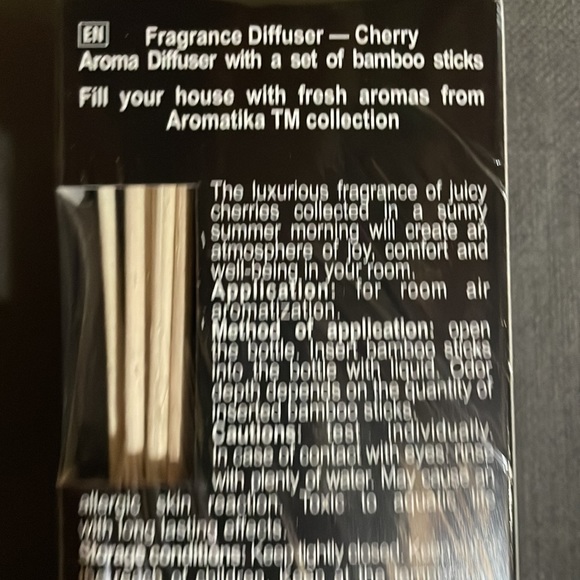 EN Fragrance Diffuser — Cherry
Aroma Diffuser with a set of bamboo sticks
Fill your house with fresh aromas from
Aromatika TM collection
The luxurious fragrance of juicy
cherries collected in a sunny
summer morning will create an
atmosphere of joy, comfort and
well-being in your room.
Application: for room air
aromatization.
Method of application: open
the bottle. Insert bamboo sticks
into the bottle with liquid. Odor
depth depends on the quantity of
inserted bamboo sticks.
Cautions: Test individually.
In case of contact with eyes: rinse
with plenty of water. May cause an
allergic skin reaction. Toxic to aquatic life
with long lasting effects.
Storage conditions: Keep tightly closed. Keep
of children. Keep at the